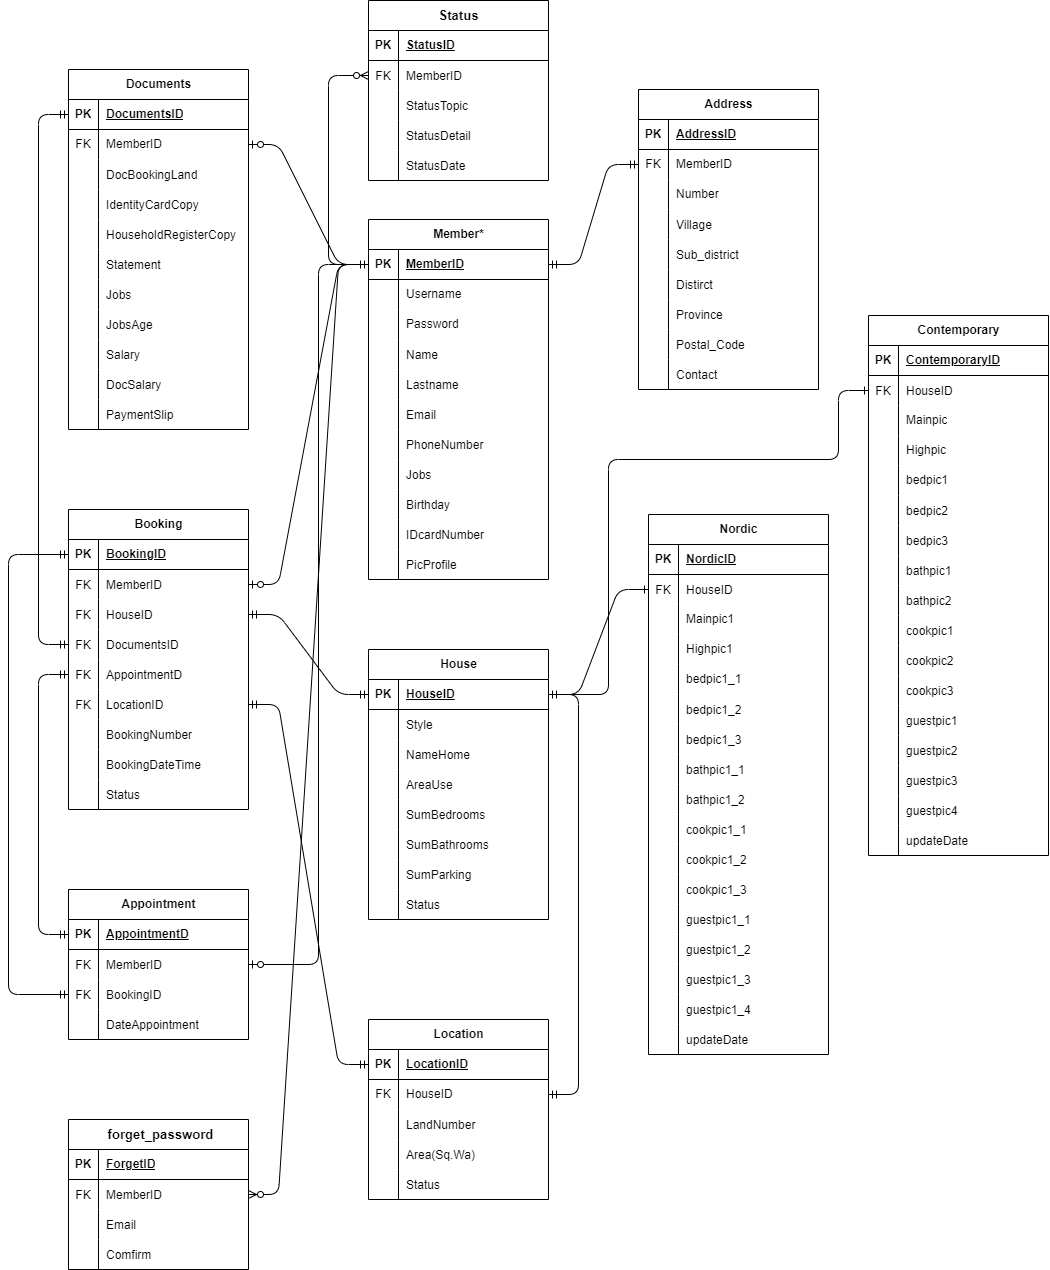 Status
PK StatusID
FK MemberID
StatusTopic
StatusDetail
StatusDate
Documents
PK DocumentsID
FK MemberID
DocBookingLand
IdentityCardCopy
HouseholdRegisterCopy
Statement
Jobs
JobsAge
Salary
DocSalary
PaymentSlip
Address
PK AddressID
FK MemberID
Number
Village
Sub_district
Distirct
Province
Postal_Code
Contact
Member*
PK MemberID
Username
Password
Name
Lastname
Email
PhoneNumber
Jobs
Birthday
IDcardNumber
PicProfile
Contemporary
PK ContemporaryID
FK HouseID
Mainpic
Highpic
bedpic1
bedpic2
bedpic3
bathpic1
bathpic2
cookpic1
cookpic2
cookpic3
guestpic1
guestpic2
guestpic3
guestpic4
updateDate
Booking
PK BookingID
FK MemberID
FK HouseID
FK DocumentsID
FK AppointmentD
FK LocationID
BookingNumber
BookingDateTime
Status
Nordic
PK NordicID
FK HouseID
Mainpic1
Highpic1
bedpic1_1
bedpic1_2
bedpic1_3
bathpic1_1
bathpic1_2
cookpic1_1
cookpic1_2
cookpic1_3
guestpic1_1
guestpic1_2
guestpic1_3
guestpic1_4
updateDate
House
PK HouseID
Style
NameHome
AreaUse
SumBedrooms
SumBathrooms
SumParking
Status
Appointment
PK AppointmentD
FK MemberID
FK BookingID
DateAppointment
Location
PK LocationID
FK HouseID
LandNumber
Area(Sq.Wa)
Status
forget_password
PK ForgetID
FK MemberID
Email
Comfirm